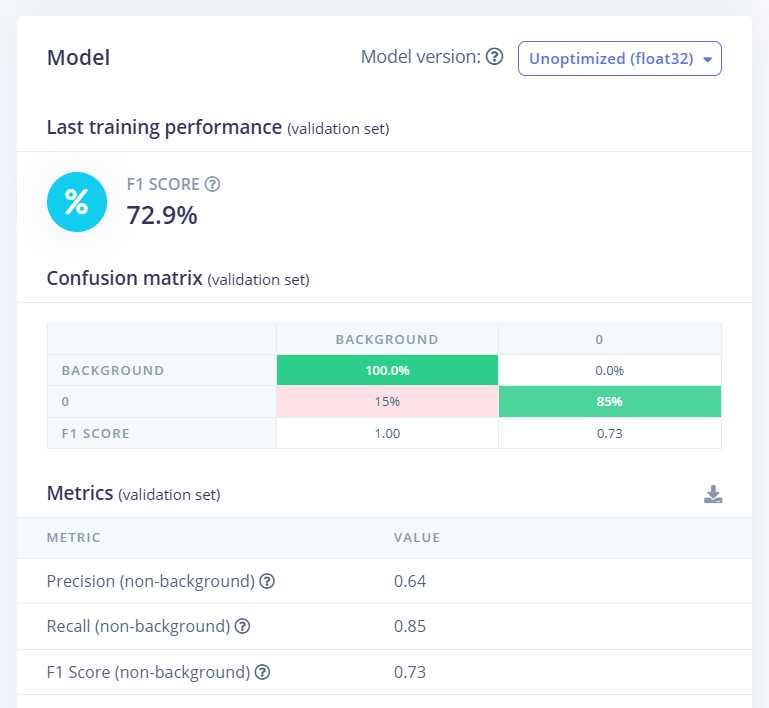 Model
Model version: Unoptimized (float32)
Last training performance (validation set)
%
F1 SCORE
72.9%
Confusion matrix (validation set)
BACKGROUND 0
BACKGROUND 100.0% 0.0%
0 15% 85%
F1 SCORE 1.00 0.73
Metrics (validation set)
METRIC VALUE
Precision (non-background) 0.64
Recall (non-background) 0.85
F1 Score (non-background) 0.73